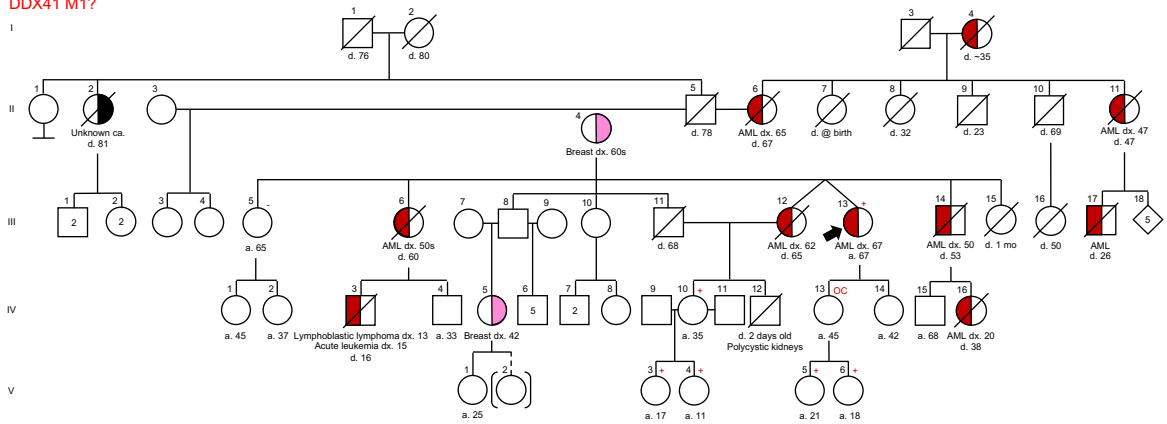 DDX41 M1?
I
1 2 3 4
d. 76 d. 80 d. ~35
II
1 2 3 4 5 6 7 8 9 10 11
Unknown ca. Breast dx. 60s d. 78 AML dx. 65 d. @ birth d. 32 d. 23 d. 69 AML dx. 47
d. 81 d. 67 d. 47
III
1 2 3 4 5 - 6 7 8 9 10 11 12 13 + 14 15 16 17 18
2 2 5
a. 65 AML dx. 50s d. 68 AML dx. 62 AML dx. 67 AML dx. 50 d. 1 mo d. 50 AML
d. 60 d. 65 a. 67 d. 53 d. 26
IV
1 2 3 4 5 6 7 8 9 10 + 11 12 13 OC 14 15 16
5 2
a. 45 a. 37 Lymphoblastic lymphoma dx. 13 a. 33 Breast dx. 42 a. 35 d. 2 days old a. 45 a. 42 a. 68 AML dx. 20
Acute leukemia dx. 15 Polycystic kidneys d. 38
d. 16
V
1 2 3 + 4 + 5 + 6 +
a. 25 a. 17 a. 11 a. 21 a. 18